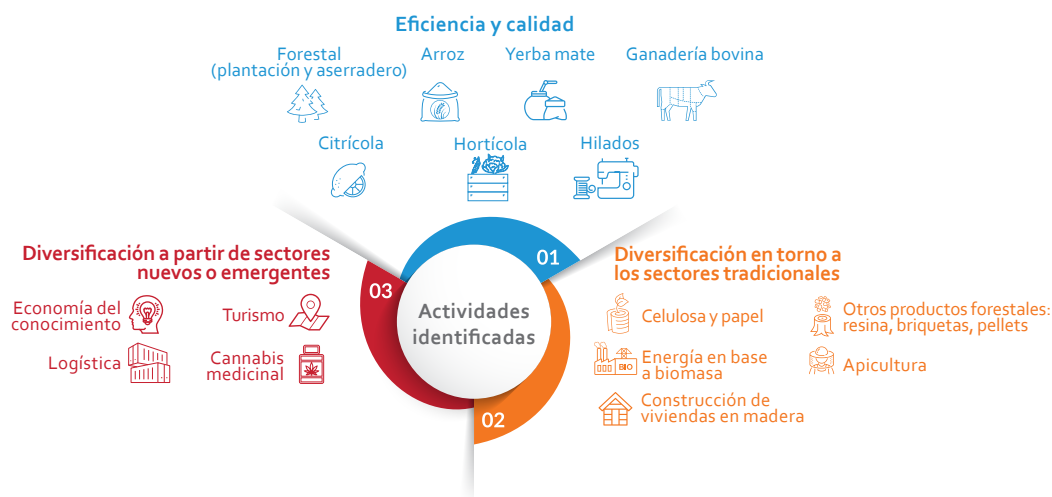 Eficiencia y calidad
Forestal
(plantación y aserradero)
Arroz
Yerba mate
Ganadería bovina
Citrícola
Hortícola
Hilados
01
Diversificación en torno a
los sectores tradicionales
Celulosa y papel
Otros productos forestales:
resina, briquetas, pellets
BIO
Energía en base
a biomasa
Apicultura
Construcción de
viviendas en madera
02
Diversificación a partir de sectores
nuevos o emergentes
03
Economía del
conocimiento
Turismo
Logística
Cannabis
medicinal
Actividades
identificadas